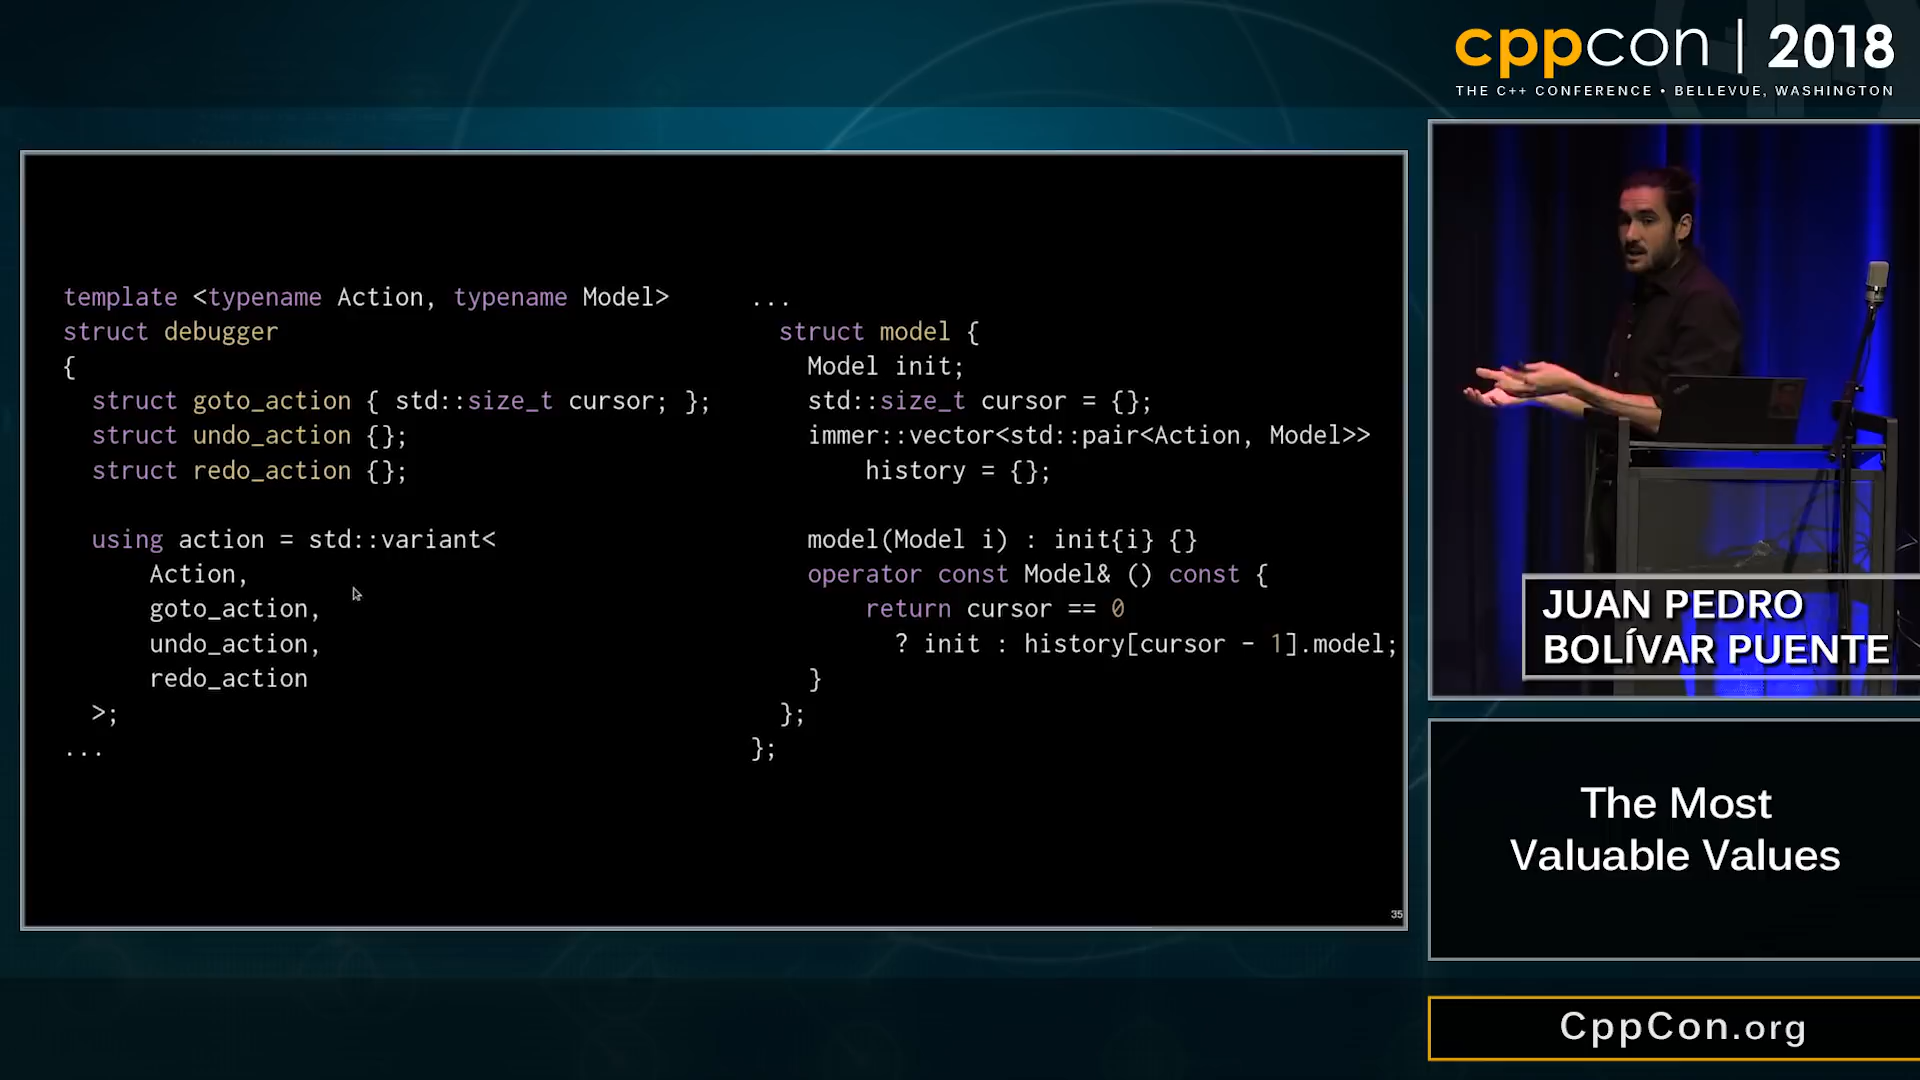 cppcon | 2018
THE C++ CONFERENCE • BELLEVUE, WASHINGTON
template <typename Action, typename Model>
struct debugger
{
  struct goto_action { std::size_t cursor; };
  struct undo_action {};
  struct redo_action {};
  using action = std::variant<
      Action,
      goto_action,
      undo_action,
      redo_action
  >;
...
...
  struct model {
    Model init;
    std::size_t cursor = {};
    immer::vector<std::pair<Action, Model>>
        history = {};
    model(Model i) : init{i} {}
    operator const Model& () const {
        return cursor == 0
          ? init : history[cursor - 1].model;
    }
  };
};
35
JUAN PEDRO
BOLÍVAR PUENTE
The Most
Valuable Values
CppCon.org